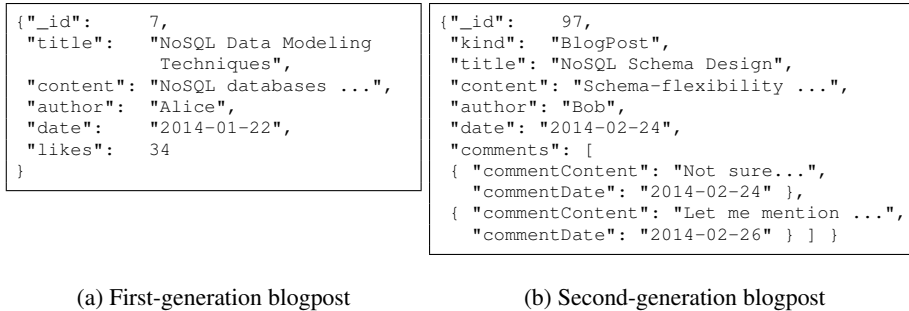 {"_id":     7,
 "title":   "NoSQL Data Modeling
             Techniques",
 "content": "NoSQL databases ...",
 "author":  "Alice",
 "date":    "2014-01-22",
 "likes":   34
}
{"_id":     97,
 "kind":  "BlogPost",
 "title": "NoSQL Schema Design",
 "content": "Schema-flexibility ...",
 "author": "Bob",
 "date": "2014-02-24",
 "comments": [
 { "commentContent": "Not sure...",
   "commentDate": "2014-02-24" },
 { "commentContent": "Let me mention ...",
   "commentDate": "2014-02-26" } ] }
(a) First-generation blogpost
(b) Second-generation blogpost